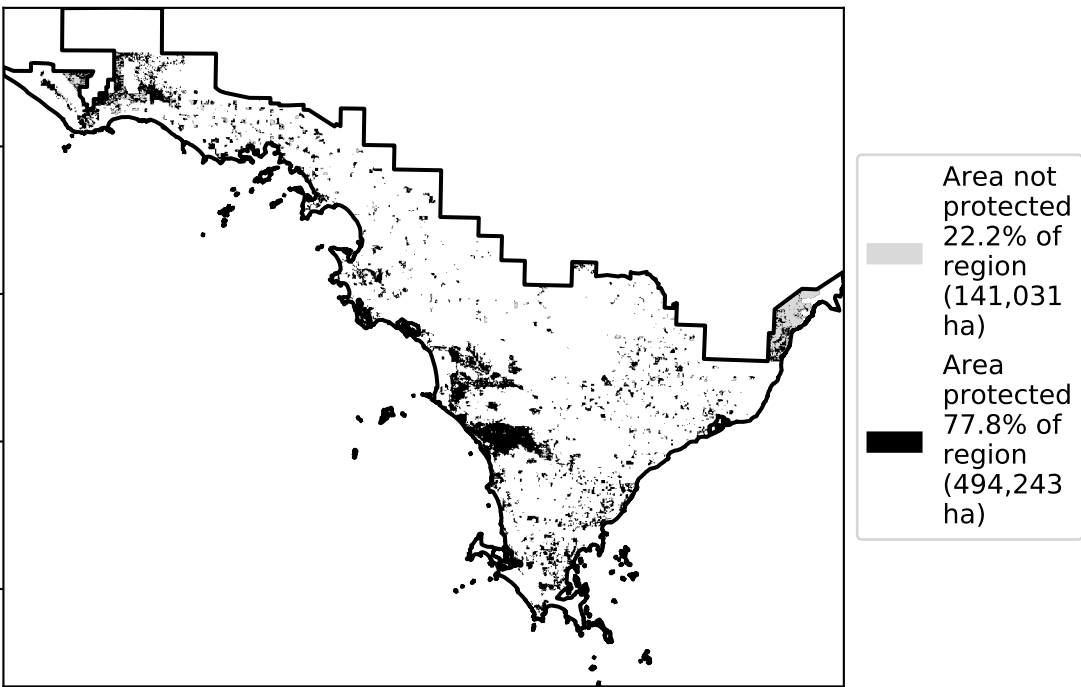 Area not
protected
22.2% of
region
(141,031
ha)
Area
protected
77.8% of
region
(494,243
ha)